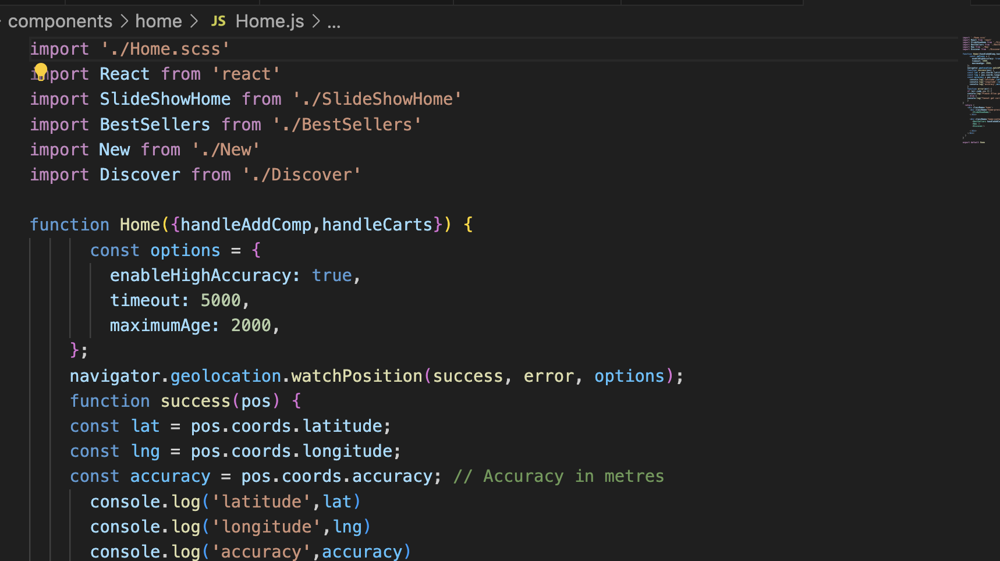 components > home > JS Home.js > ...
import './Home.scss'
import React from 'react'
import SlideShowHome from './SlideShowHome'
import BestSellers from './BestSellers'
import New from './New'
import Discover from './Discover'
function Home({handleAddComp,handleCarts}) {
const options = {
enableHighAccuracy: true,
timeout: 5000,
maximumAge: 2000,
};
navigator.geolocation.watchPosition(success, error, options);
function success(pos) {
const lat = pos.coords.latitude;
const lng = pos.coords.longitude;
const accuracy = pos.coords.accuracy; // Accuracy in metres
console.log('latitude',lat)
console.log('longitude',lng)
console.log('accuracy',accuracy)